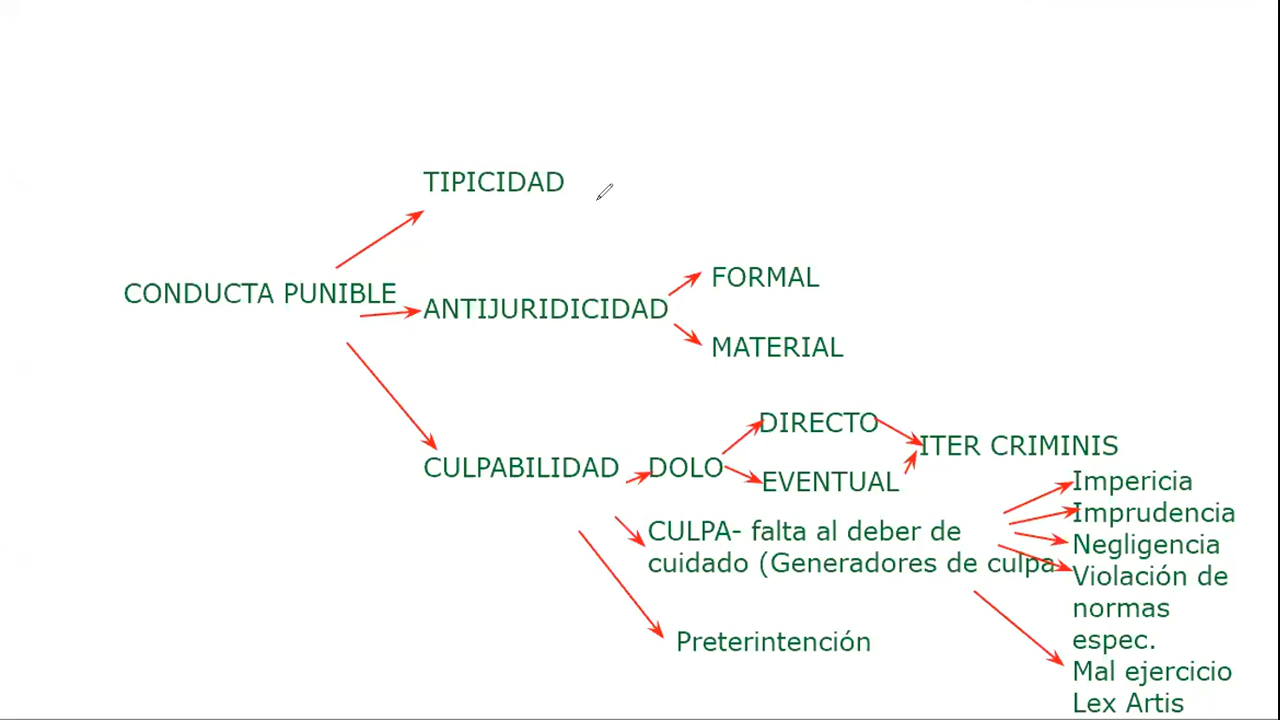 TIPICIDAD
FORMAL
CONDUCTA PUNIBLE
ANTIJURIDICIDAD
MATERIAL
DIRECTO
ITER CRIMINIS
CULPABILIDAD
DOLO
EVENTUAL
CULPA- falta al deber de
cuidado (Generadores de culpa
Impericia
Imprudencia
Negligencia
Violación de
normas
espec.
Mal ejercicio
Lex Artis
Preterintención